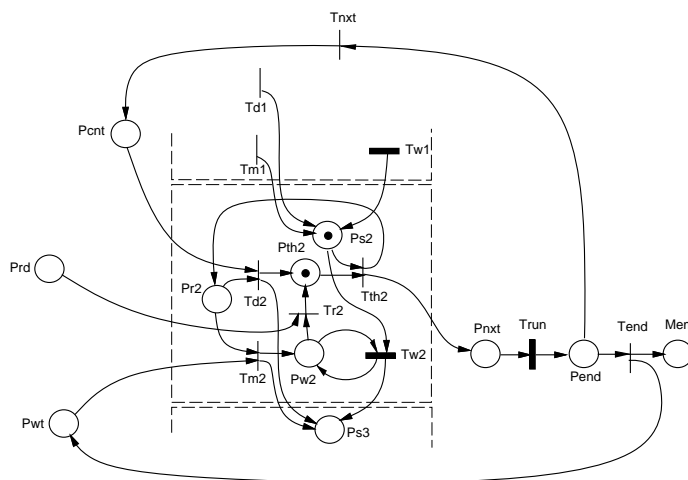 Tnxt
Td1
Pcnt
Tw1
Tm1
Ps2
Pth2
Prd
Pr2
Td2
Tth2
Tr2
Pnxt
Trun
Tend
Mem
Tw2
Tm2
Pw2
Pend
Pwt
Ps3